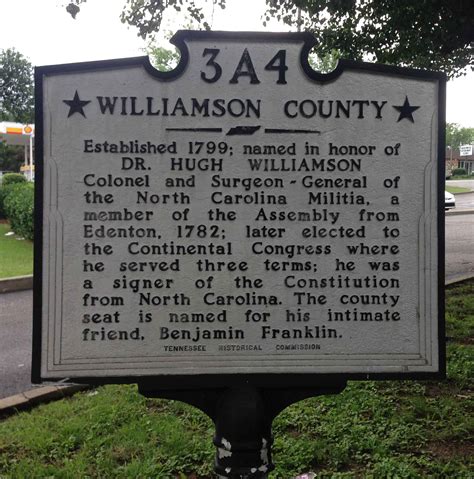 3A4
WILLIAMSON COUNTY
Established 1799; named in honor of
DR. HUGH WILLIAMSON
Colonel and Surgeon-General of
the North Carolina Militia, a
member of the Assembly from
Edenton, 1782; later elected to
the Continental Congress where
he served three terms; he was
a signer of the Constitution
from North Carolina. The county
seat is named for his intimate
friend, Benjamin Franklin.
TENNESSEE HISTORICAL COMMISSION